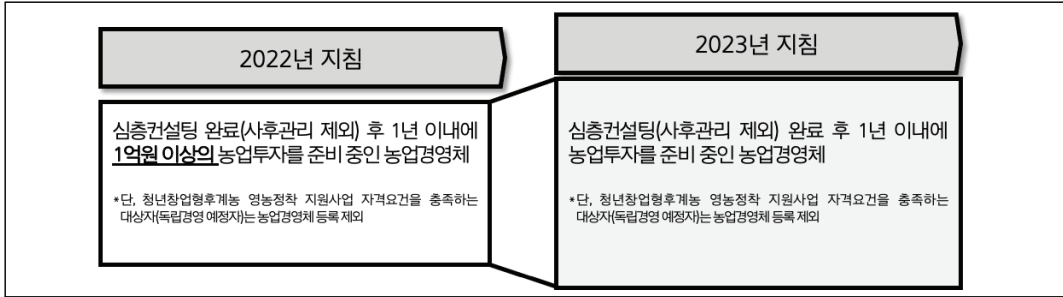 2022년 지침
심층컨설팅 완료(사후관리 제외) 후 1년 이내에
1억원 이상의 농업투자를 준비 중인 농업경영체
*단, 청년창업형후계농 영농정착 지원사업 자격요건을 충족하는
대상자(독립경영 예정자)는 농업경영체 등록 제외
2023년 지침
심층컨설팅(사후관리 제외) 완료 후 1년 이내에
농업투자를 준비 중인 농업경영체
*단, 청년창업형후계농 영농정착 지원사업 자격요건을 충족하는
대상자(독립경영 예정자)는 농업경영체 등록 제외